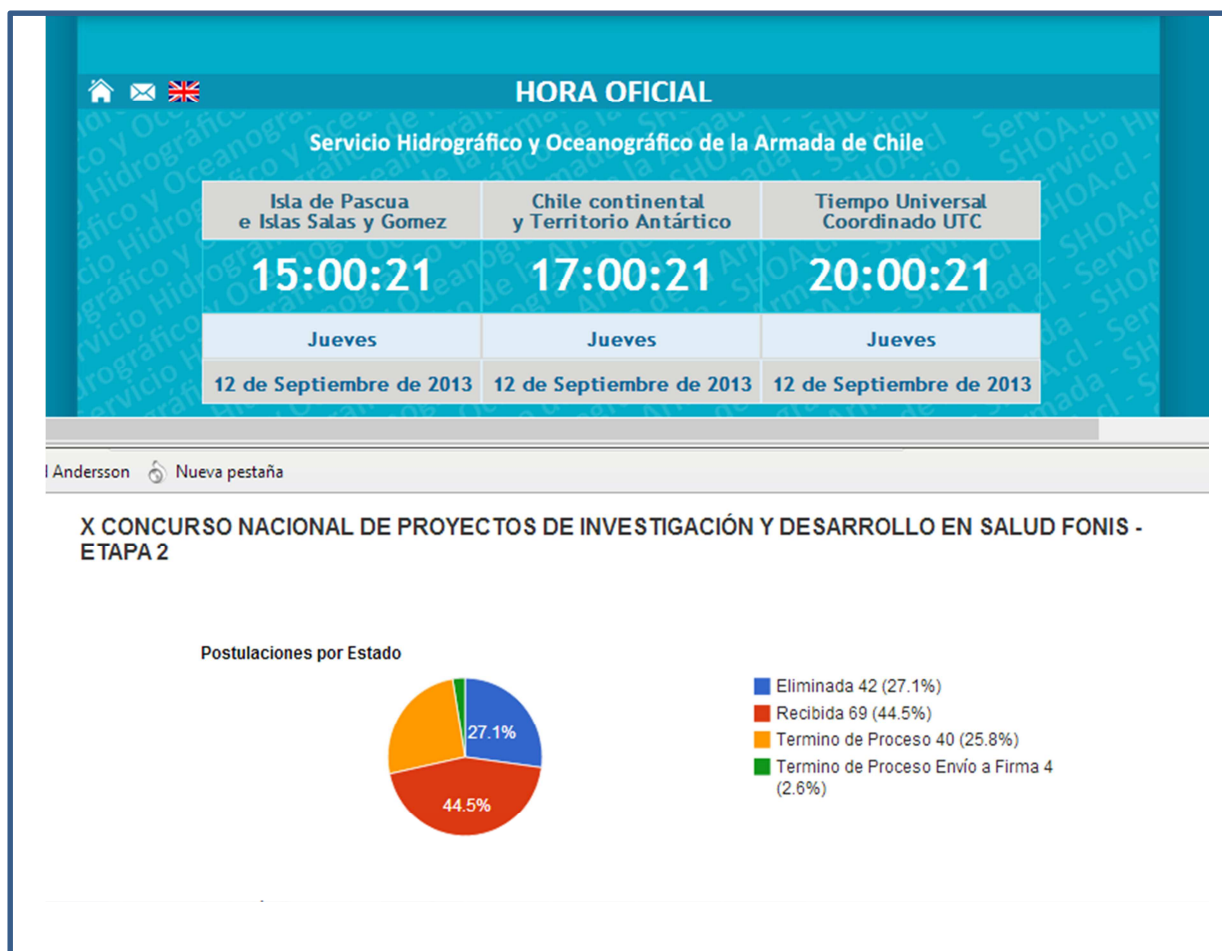 HORA OFICIAL
Servicio Hidrográfico y Oceanográfico de la Armada de Chile
Isla de Pascua
e Islas Salas y Gomez
Chile continental
y Territorio Antártico
Tiempo Universal
Coordinado UTC
15:00:21
17:00:21
20:00:21
Jueves
Jueves
Jueves
12 de Septiembre de 2013
12 de Septiembre de 2013
12 de Septiembre de 2013
l Andersson
Nueva pestaña
X CONCURSO NACIONAL DE PROYECTOS DE INVESTIGACIÓN Y DESARROLLO EN SALUD FONIS -
ETAPA 2
Postulaciones por Estado
27.1%
44.5%
Eliminada 42 (27.1%)
Recibida 69 (44.5%)
Termino de Proceso 40 (25.8%)
Termino de Proceso Envío a Firma 4
(2.6%)